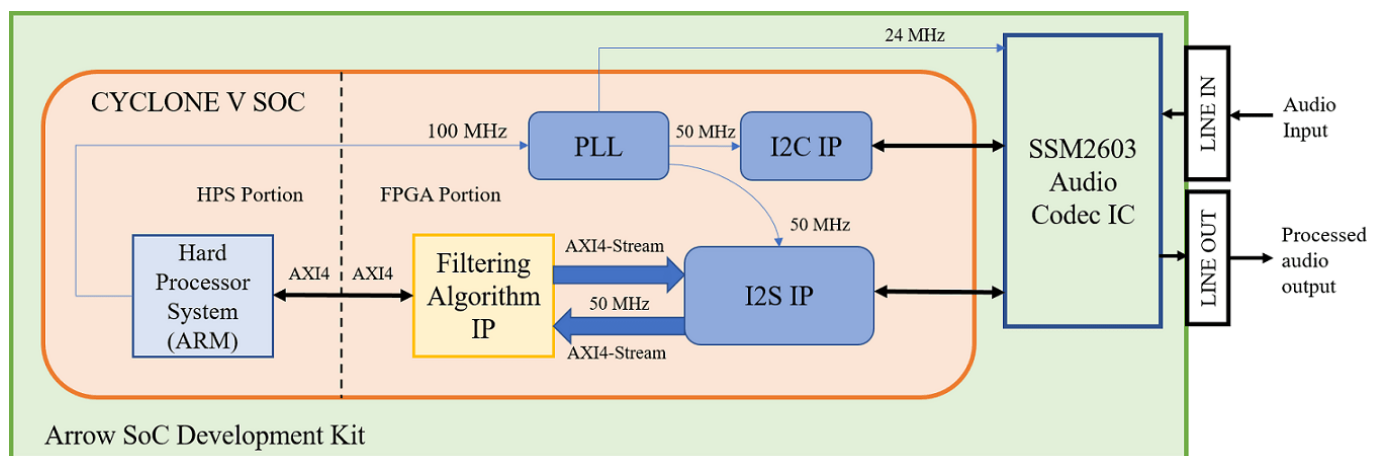 24 MHz
CYCLONE V SOC
100 MHz
PLL
50 MHz
I2C IP
SSM2603
Audio
Codec IC
LINE IN
Audio
Input
HPS Portion
FPGA Portion
50 MHz
Hard
Processor
System
(ARM)
AXI4
AXI4
Filtering
Algorithm
IP
AXI4-Stream
50 MHz
AXI4-Stream
I2S IP
LINE OUT
Processed
audio
output
Arrow SoC Development Kit